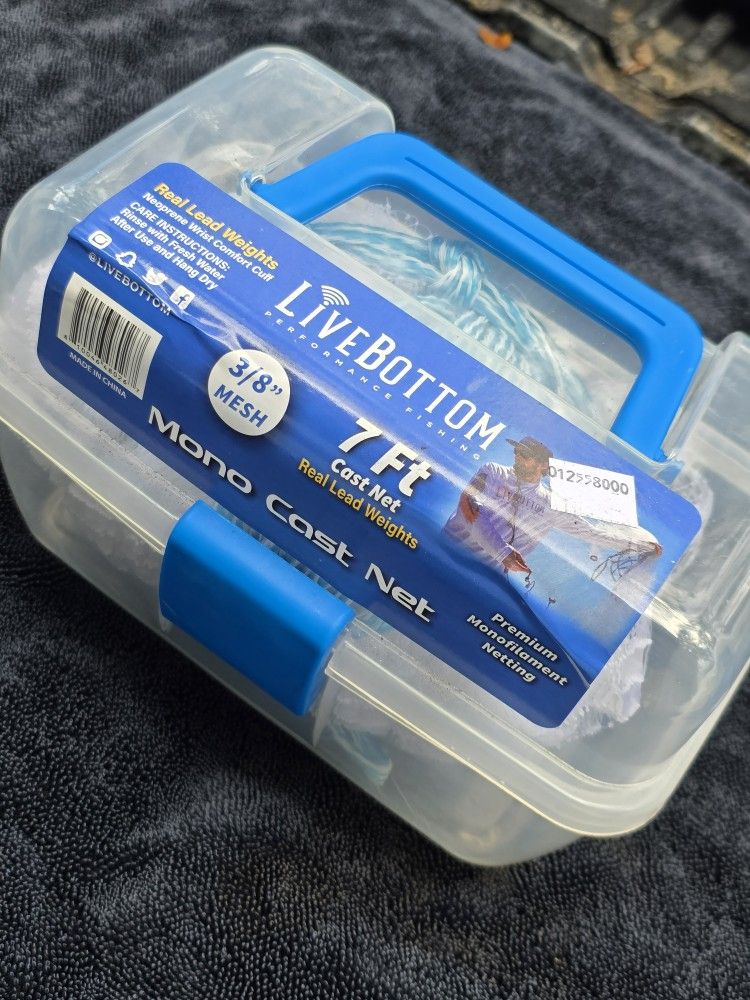 Real Lead Weights
Neoprene Wrist Comfort Cuff
CARE INSTRUCTIONS:
Rinse with Fresh Water
After Use and Hang Dry
@LIVEBOTTOM
MADE IN CHINA
LIVEBOTTOM
PERFORMANCE FISHING
3/8”
MESH
7 Ft
Cast Net
Real Lead Weights
Mono Cast Net
LIVEBOTTOM
012558000
Premium
Monofilament
Netting